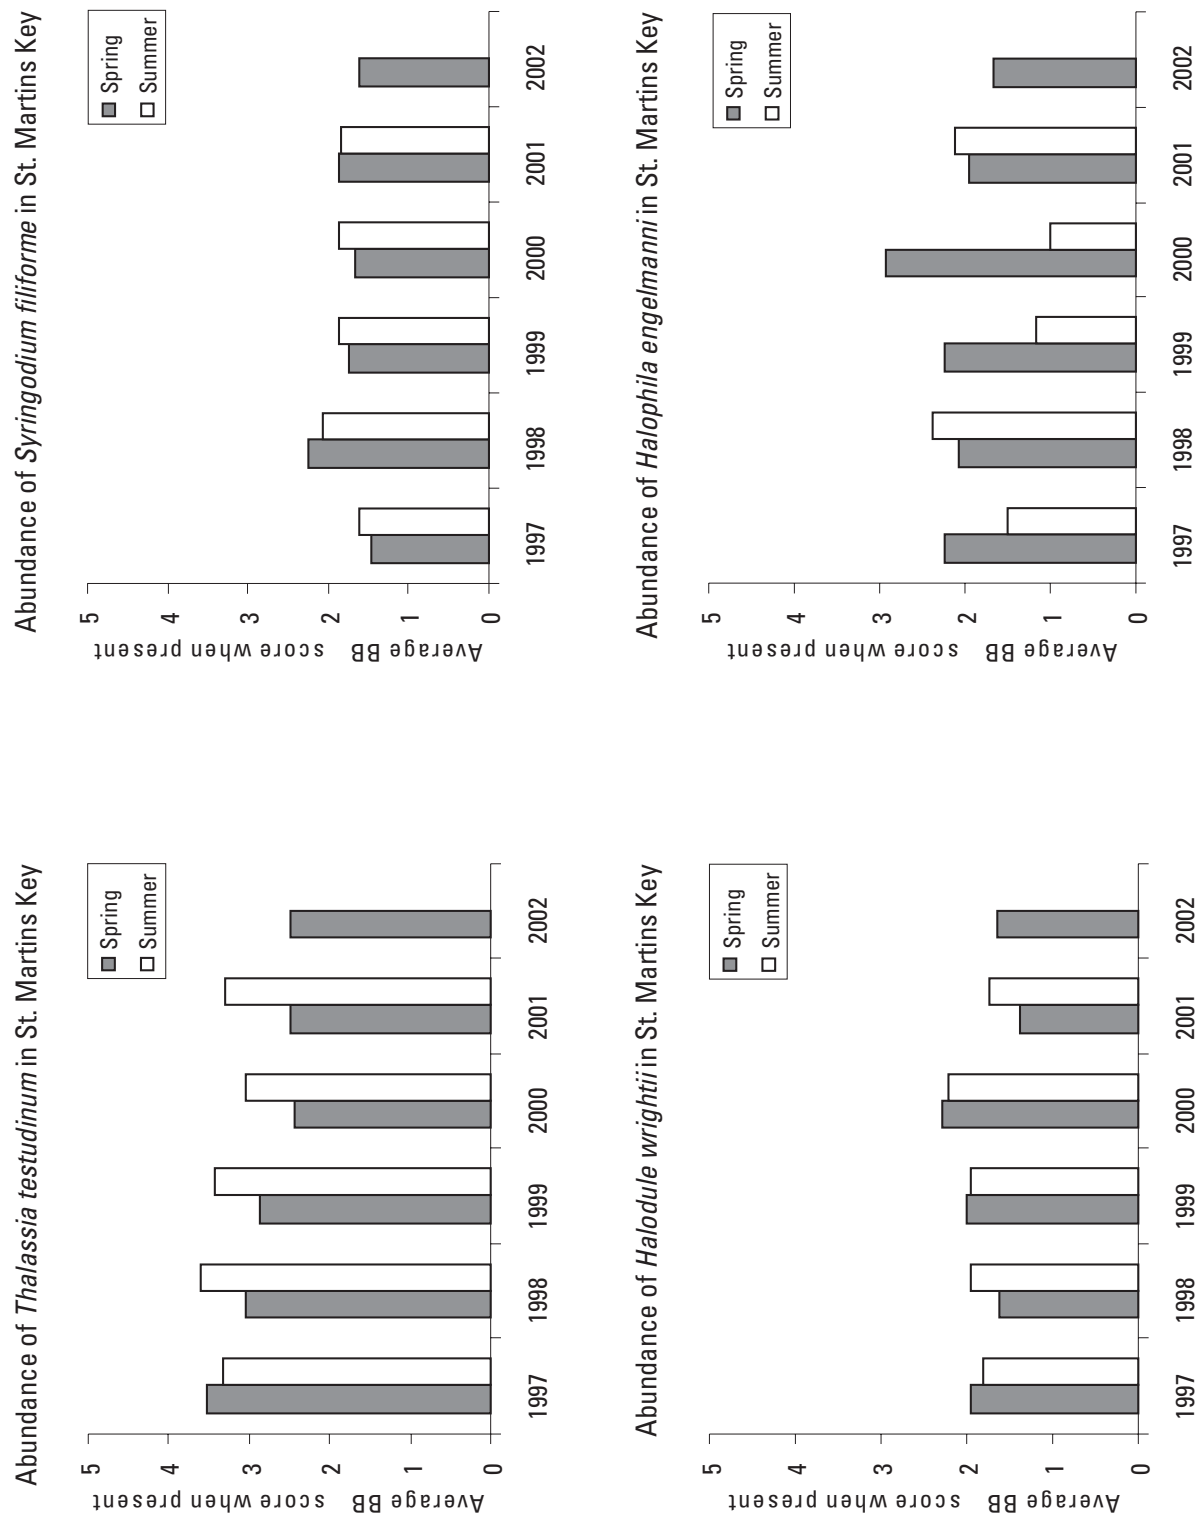 Abundance of Thalassia testudinum in St. Martins Key
Average BB
score when present
5
4
3
2
1
0
Spring
Summer
1997
1998
1999
2000
2001
2002
Abundance of Syringodium filiforme in St. Martins Key
Average BB
score when present
5
4
3
2
1
0
Spring
Summer
1997
1998
1999
2000
2001
2002
Abundance of Halodule wrightii in St. Martins Key
Average BB
score when present
5
4
3
2
1
0
Spring
Summer
1997
1998
1999
2000
2001
2002
Abundance of Halophila engelmanni in St. Martins Key
Average BB
score when present
5
4
3
2
1
0
Spring
Summer
1997
1998
1999
2000
2001
2002